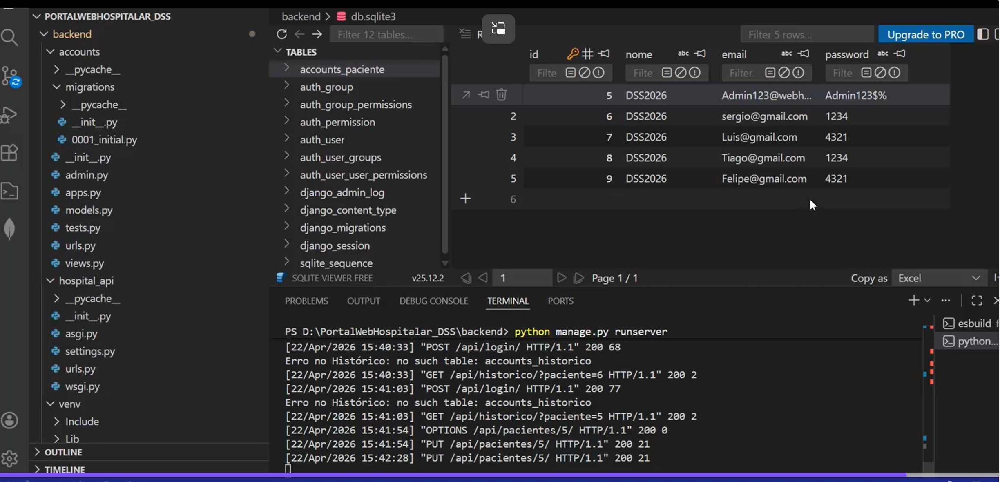 PORTALWEBHOSPITALAR_DSS
backend
accounts
__pycache__
migrations
__pycache__
__init__.py
0001_initial.py
__init__.py
admin.py
apps.py
models.py
tests.py
urls.py
views.py
hospital_api
__pycache__
__init__.py
asgi.py
settings.py
urls.py
wsgi.py
venv
Include
Lib
OUTLINE
TIMELINE
backend > db.sqlite3
Filter 12 tables...
TABLES
accounts_paciente
auth_group
auth_group_permissions
auth_permission
auth_user
auth_user_groups
auth_user_user_permissions
django_admin_log
django_content_type
django_migrations
django_session
sqlite_sequence
SQLITE VIEWER FREE v25.12.2
Filter 5 rows... Upgrade to PRO
id nome abc email abc password abc
Filte Filte Filter. Filte
5 DSS2026 Admin123@webh... Admin123$%
2 6 DSS2026 sergio@gmail.com 1234
3 7 DSS2026 Luis@gmail.com 4321
4 8 DSS2026 Tiago@gmail.com 1234
5 9 DSS2026 Felipe@gmail.com 4321
6
1 Page 1 / 1 Copy as Excel
PROBLEMS OUTPUT DEBUG CONSOLE TERMINAL PORTS
PS D:\PortalWebHospitalar_DSS\backend> python manage.py runserver
[22/Apr/2026 15:40:33] "POST /api/login/ HTTP/1.1" 200 68
Erro no Histórico: no such table: accounts_historico
[22/Apr/2026 15:40:33] "GET /api/historico/?paciente=6 HTTP/1.1" 200 2
[22/Apr/2026 15:41:03] "POST /api/login/ HTTP/1.1" 200 77
Erro no Histórico: no such table: accounts_historico
[22/Apr/2026 15:41:03] "GET /api/historico/?paciente=5 HTTP/1.1" 200 2
[22/Apr/2026 15:41:54] "OPTIONS /api/pacientes/5/ HTTP/1.1" 200 0
[22/Apr/2026 15:41:54] "PUT /api/pacientes/5/ HTTP/1.1" 200 21
[22/Apr/2026 15:42:28] "PUT /api/pacientes/5/ HTTP/1.1" 200 21
esbuild
python...